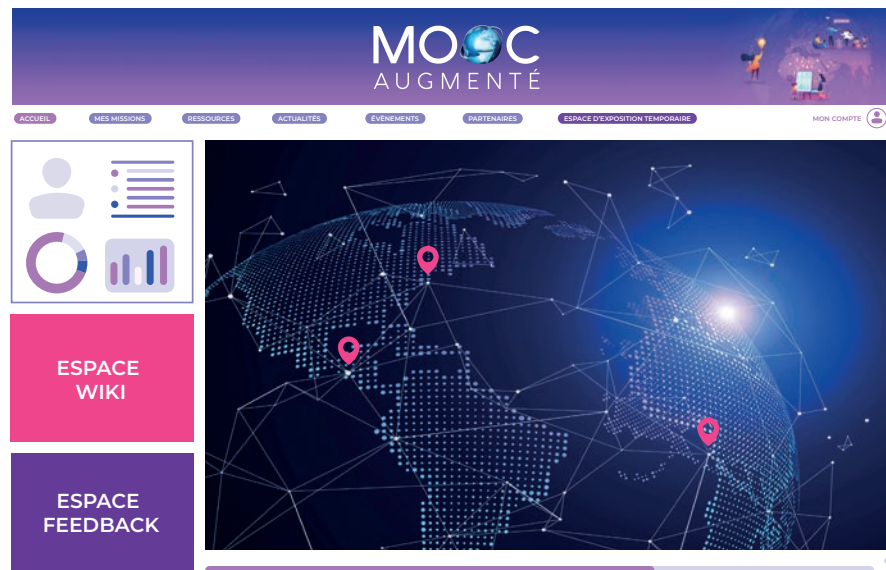 MOOC
AUGMENTÉ
ACCUEIL
MES MISSIONS
RESSOURCES
ACTUALITÉS
ÉVÈNEMENTS
PARTENAIRES
ESPACE D'EXPOSITION TEMPORAIRE
MON COMPTE
ESPACE
WIKI
ESPACE
FEEDBACK